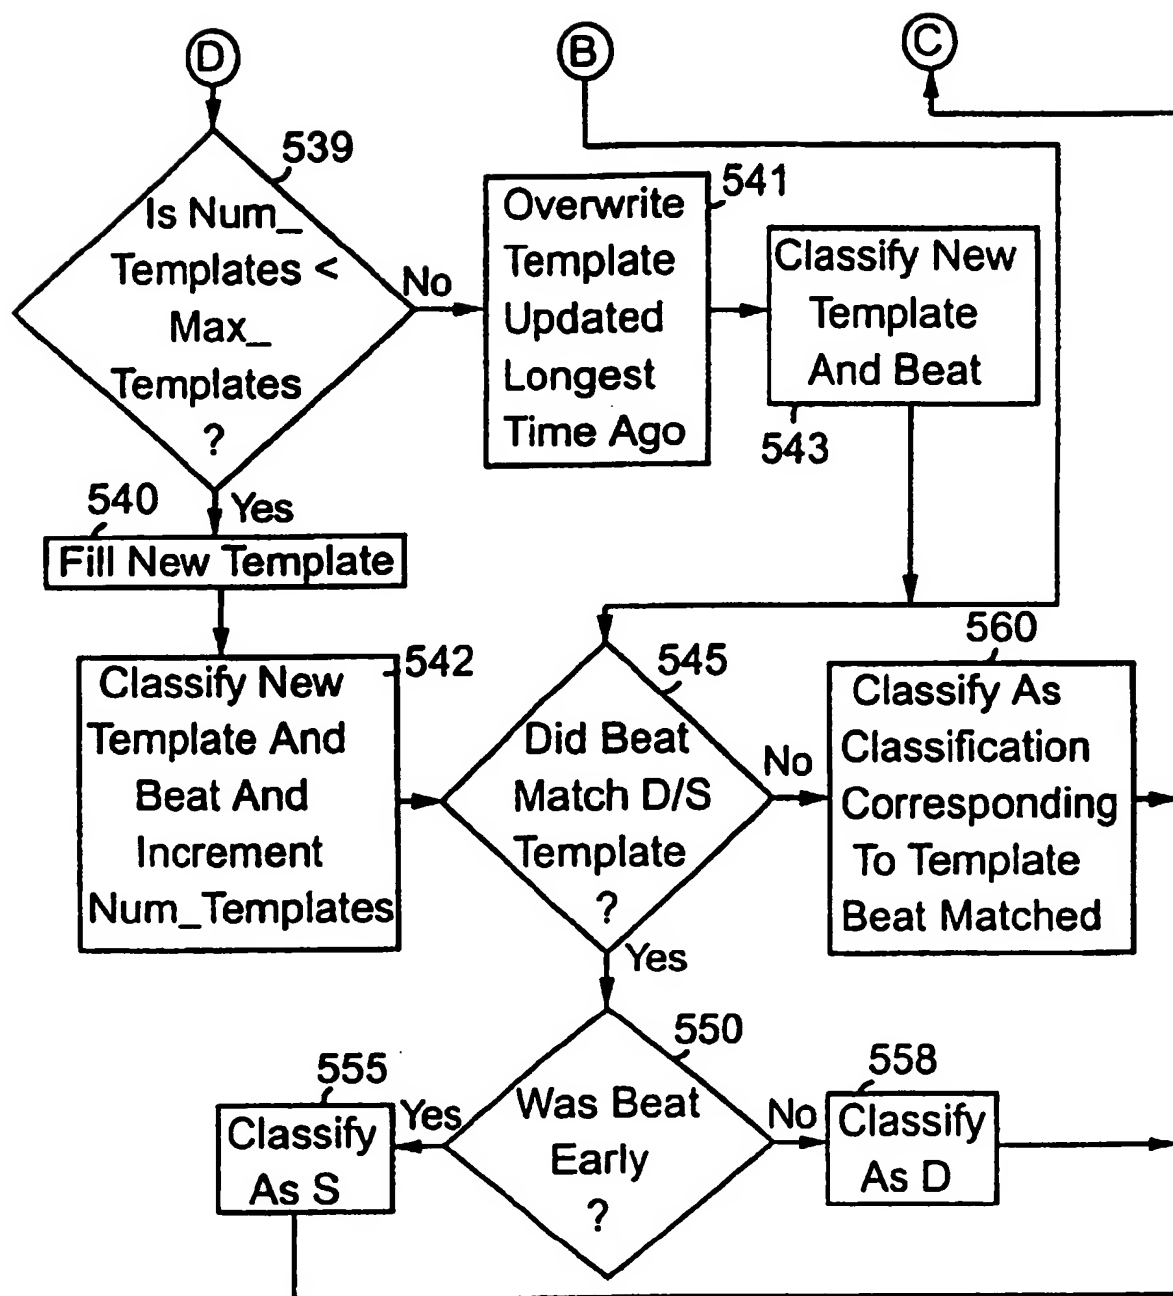 D
B
C
539
Is Num_
Templates <
Max_
Templates
?
No
Yes
541
Overwrite
Template
Updated
Longest
Time Ago
Classify New
Template
And Beat
543
540
Fill New Template
542
Classify New
Template And
Beat And
Increment
Num_Templates
545
Did Beat
Match D/S
Template
?
No
Yes
560
Classify As
Classification
Corresponding
To Template
Beat Matched
550
Was Beat
Early
?
Yes
No
555
Classify
As S
558
Classify
As D